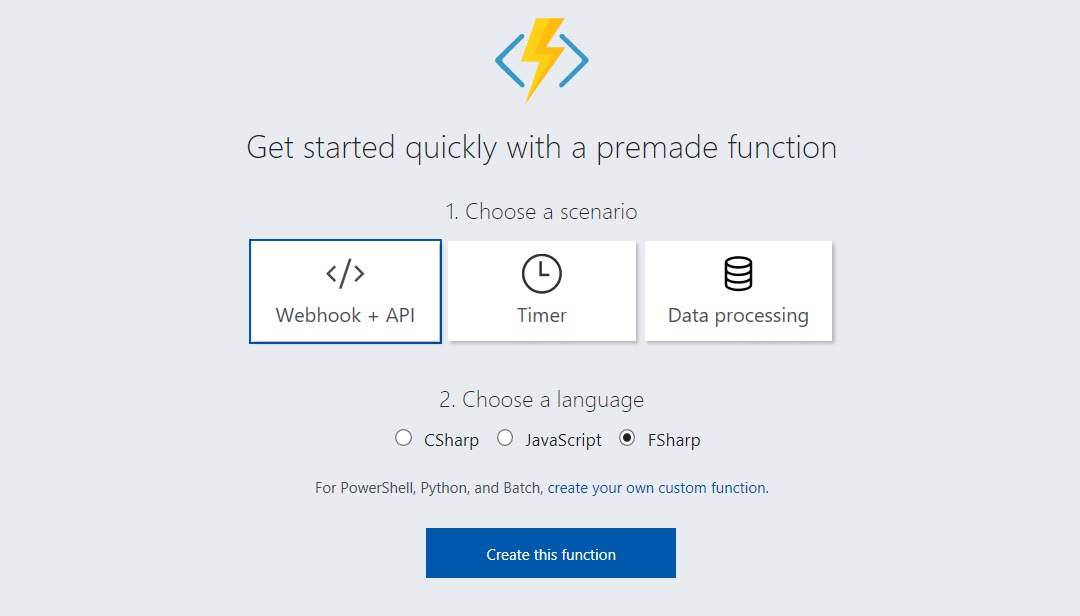 Get started quickly with a premade function
1. Choose a scenario
Webhook + API
Timer
Data processing
2. Choose a language
CSharp JavaScript FSharp
For PowerShell, Python, and Batch, create your own custom function.
Create this function